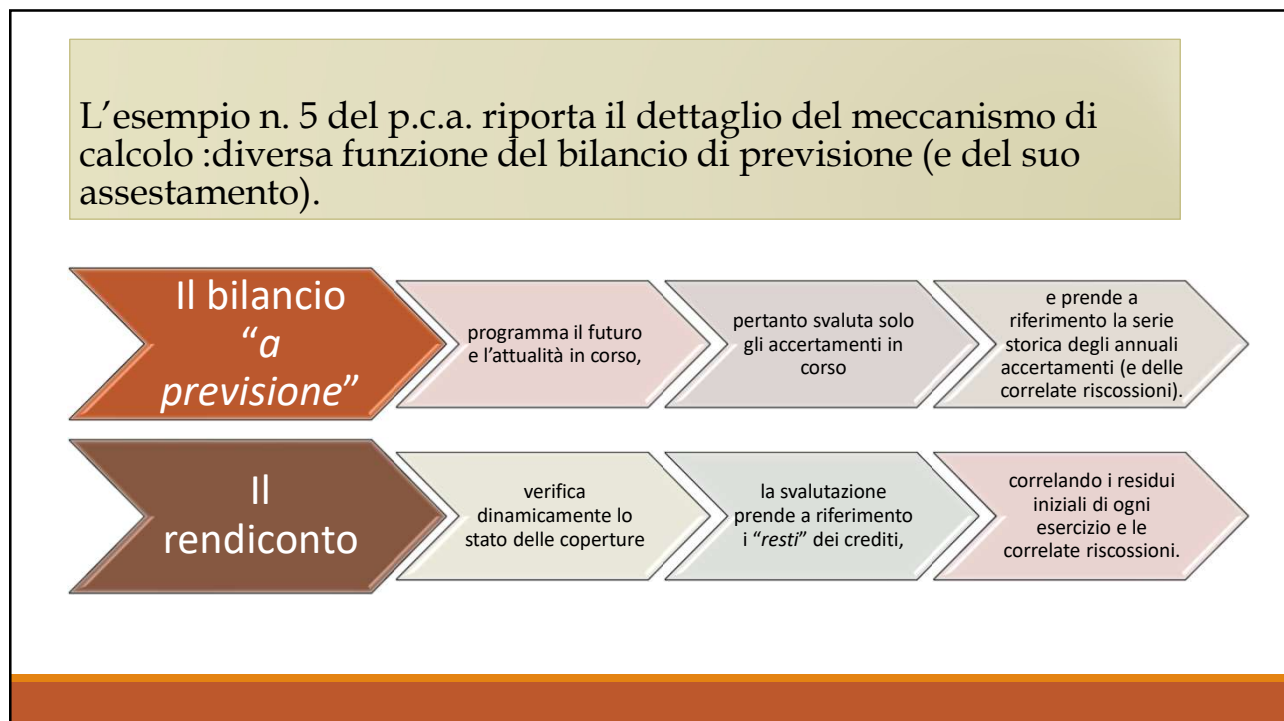 L’esempio n. 5 del p.c.a. riporta il dettaglio del meccanismo di
calcolo :diversa funzione del bilancio di previsione (e del suo
assestamento).
Il bilancio
“a
previsione”
programma il futuro
e l’attualità in corso,
pertanto svaluta solo
gli accertamenti in
corso
e prende a
riferimento la serie
storica degli annuali
accertamenti (e delle
correlate riscossioni).
Il
rendiconto
verifica
dinamicamente lo
stato delle coperture
la svalutazione
prende a riferimento
i “resti” dei crediti,
correlando i residui
iniziali di ogni
esercizio e le
correlate riscossioni.